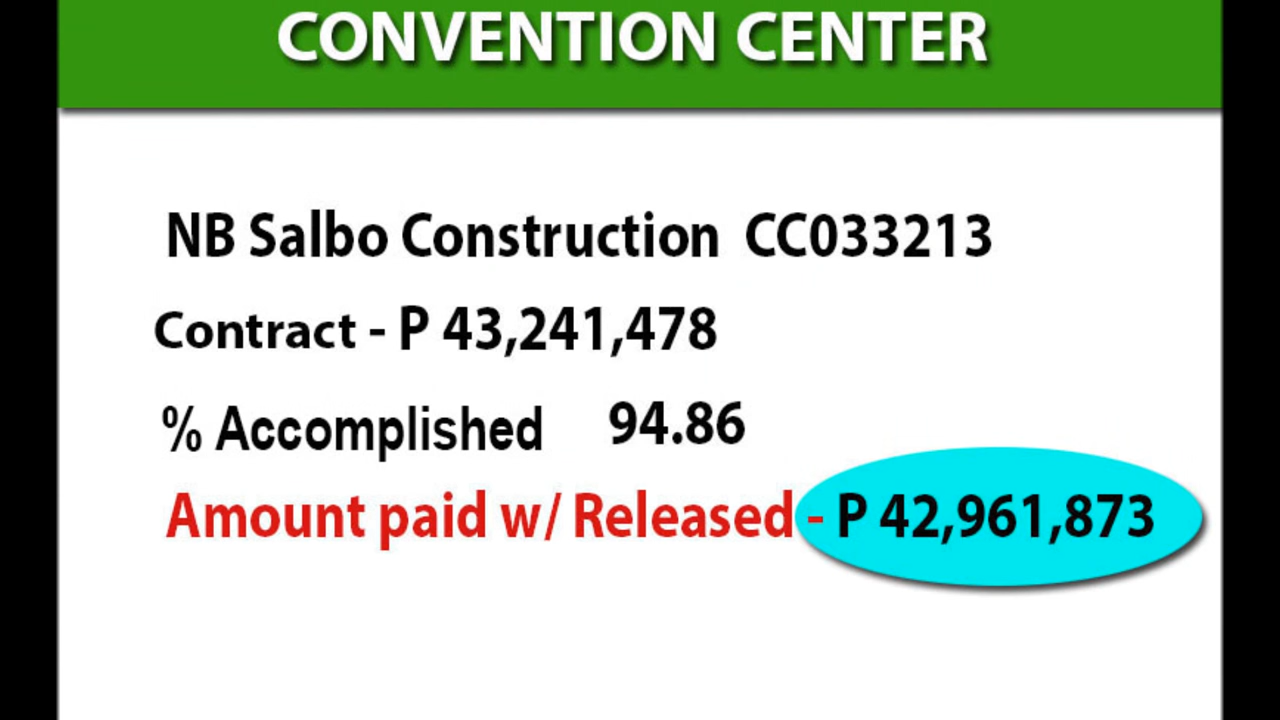 CONVENTION CENTER
NB Salbo Construction CC033213
Contract - P 43,241,478
% Accomplished 94.86
Amount paid w/ Released - P 42,961,873